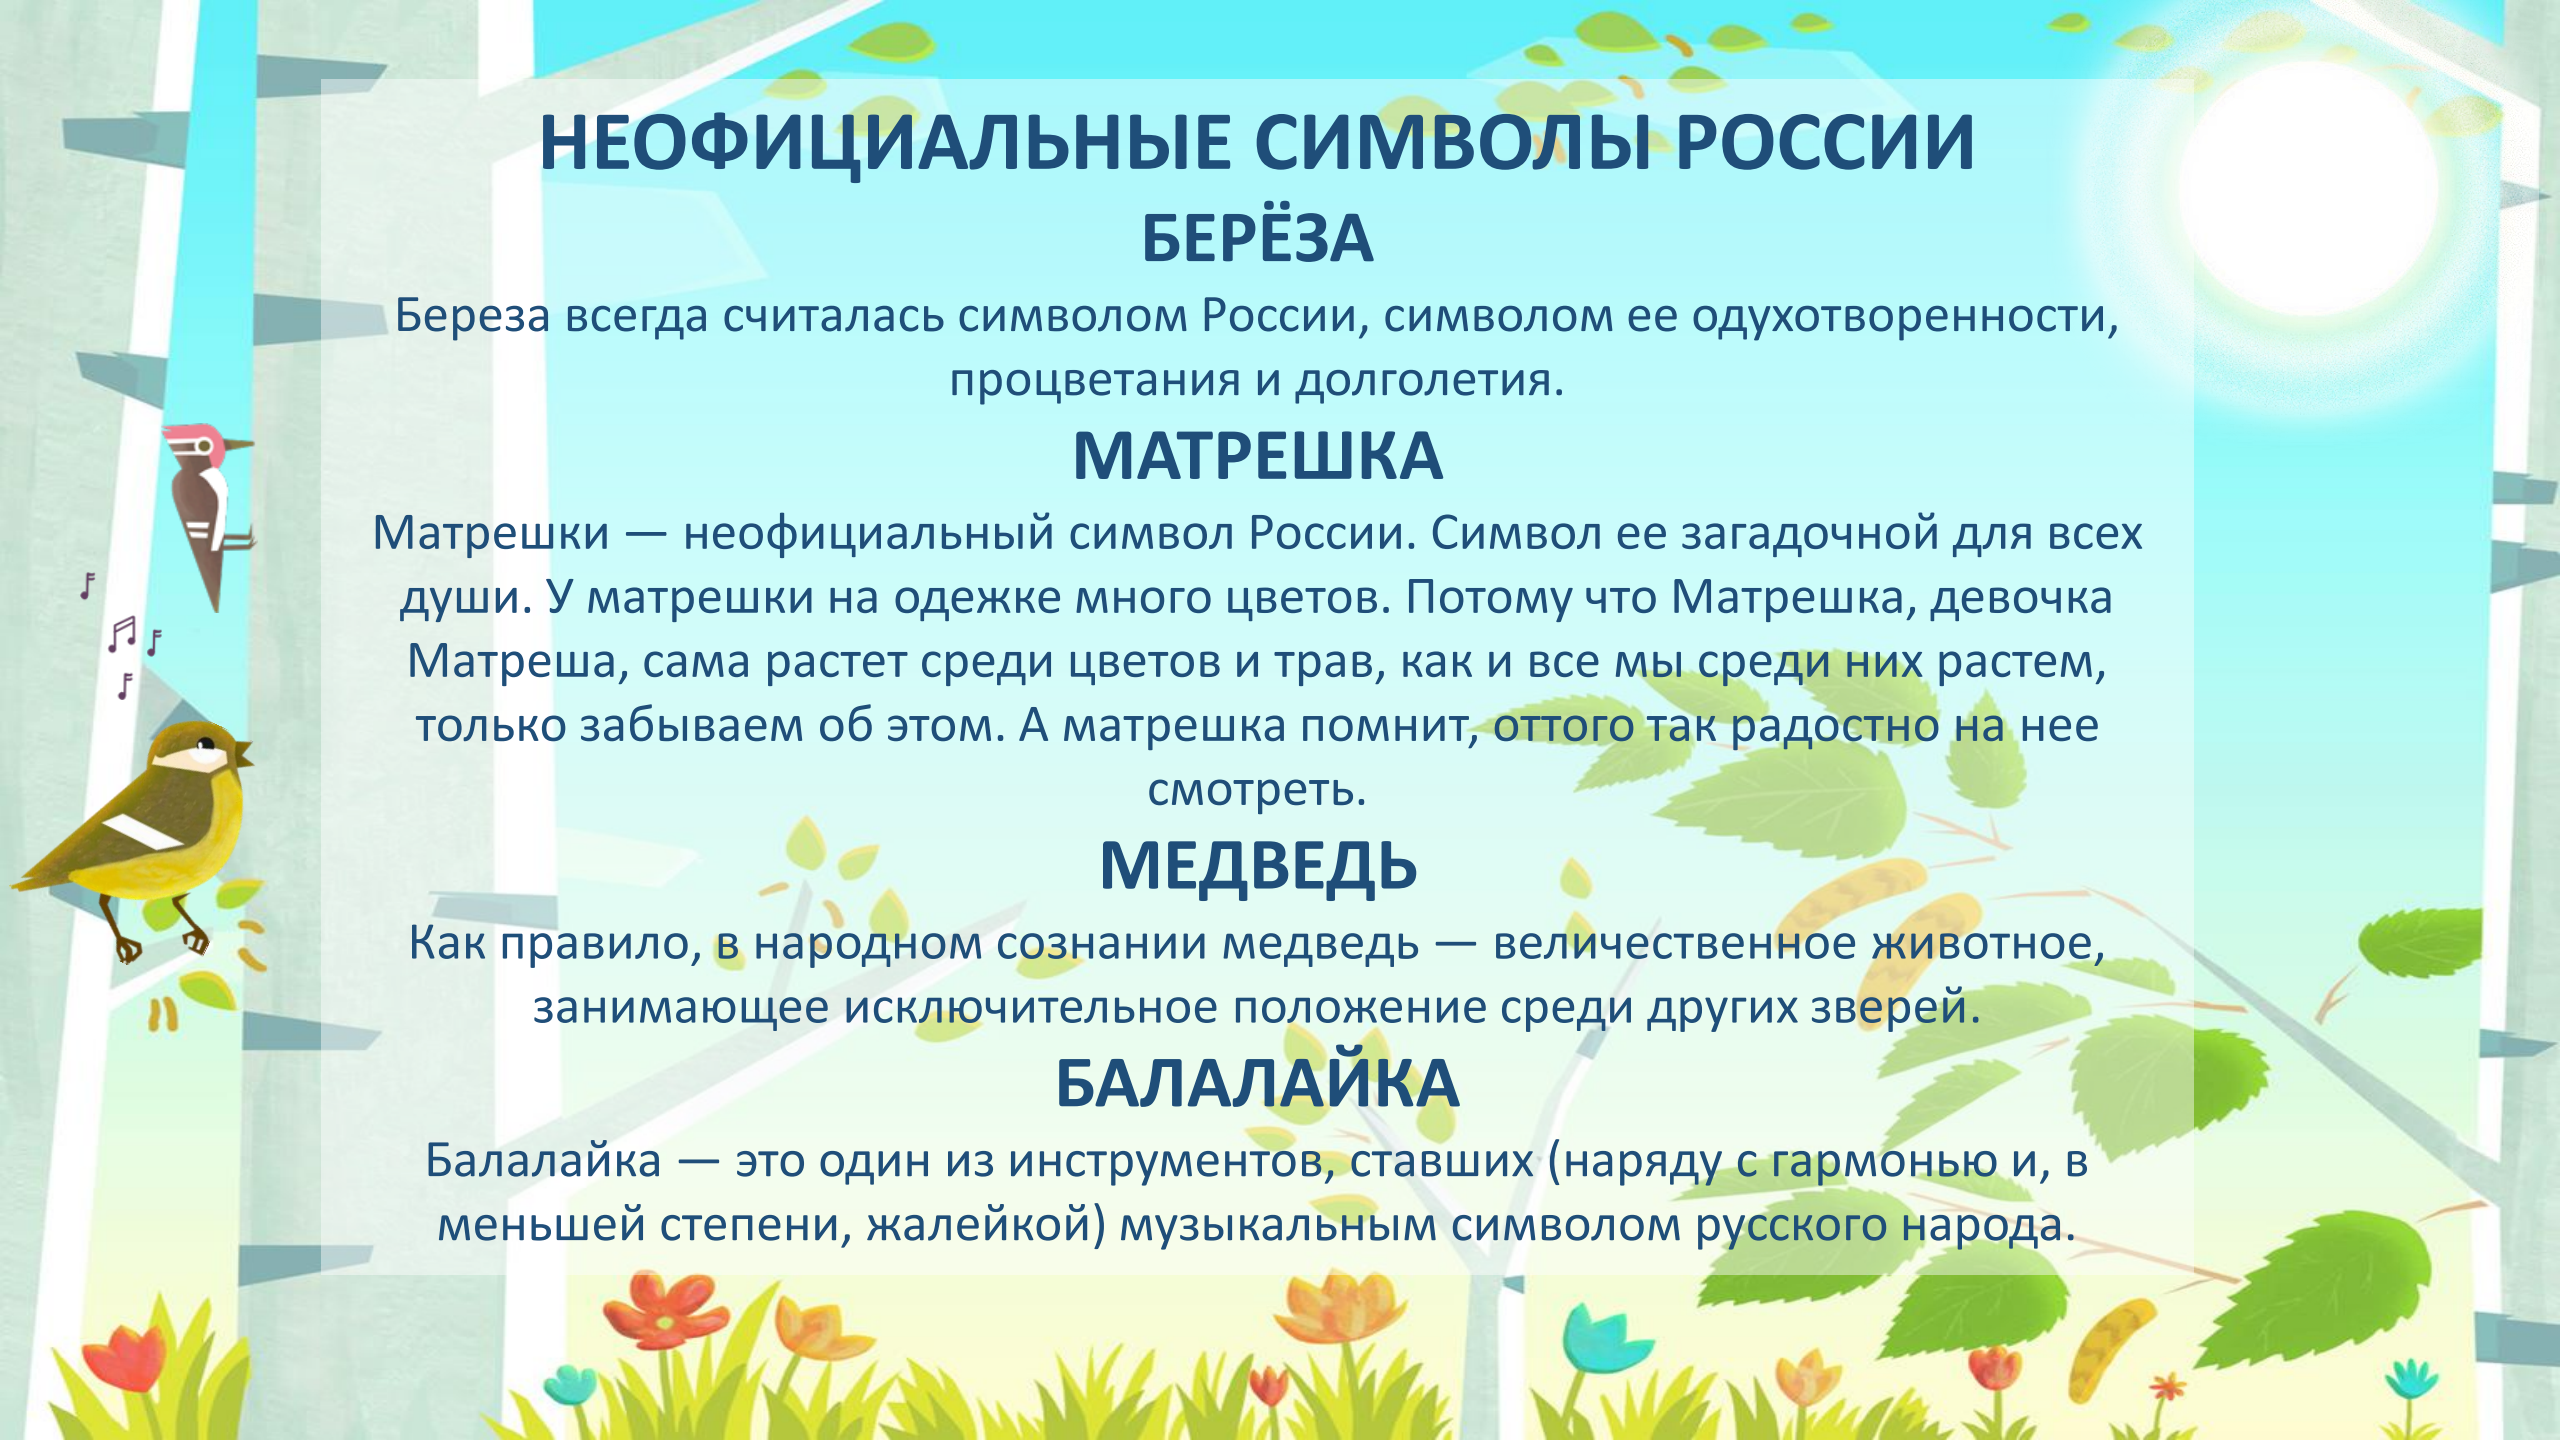 НЕОФИЦИАЛЬНЫЕ СИМВОЛЫ РОССИИ
БЕРЁЗА
Береза всегда считалась символом России, символом ее одухотворенности,
процветания и долголетия.
МАТРЕШКА
Матрешки — неофициальный символ России. Символ ее загадочной для всех
души. У матрешки на одежке много цветов. Потому что Матрешка, девочка
Матреша, сама растет среди цветов и трав, как и все мы среди них растем,
только забываем об этом. А матрешка помнит, оттого так радостно на нее
смотреть.
МЕДВЕДЬ
Как правило, в народном сознании медведь — величественное животное,
занимающее исключительное положение среди других зверей.
БАЛАЛАЙКА
Балалайка — это один из инструментов, ставших (наряду с гармонью и, в
меньшей степени, жалейкой) музыкальным символом русского народа.